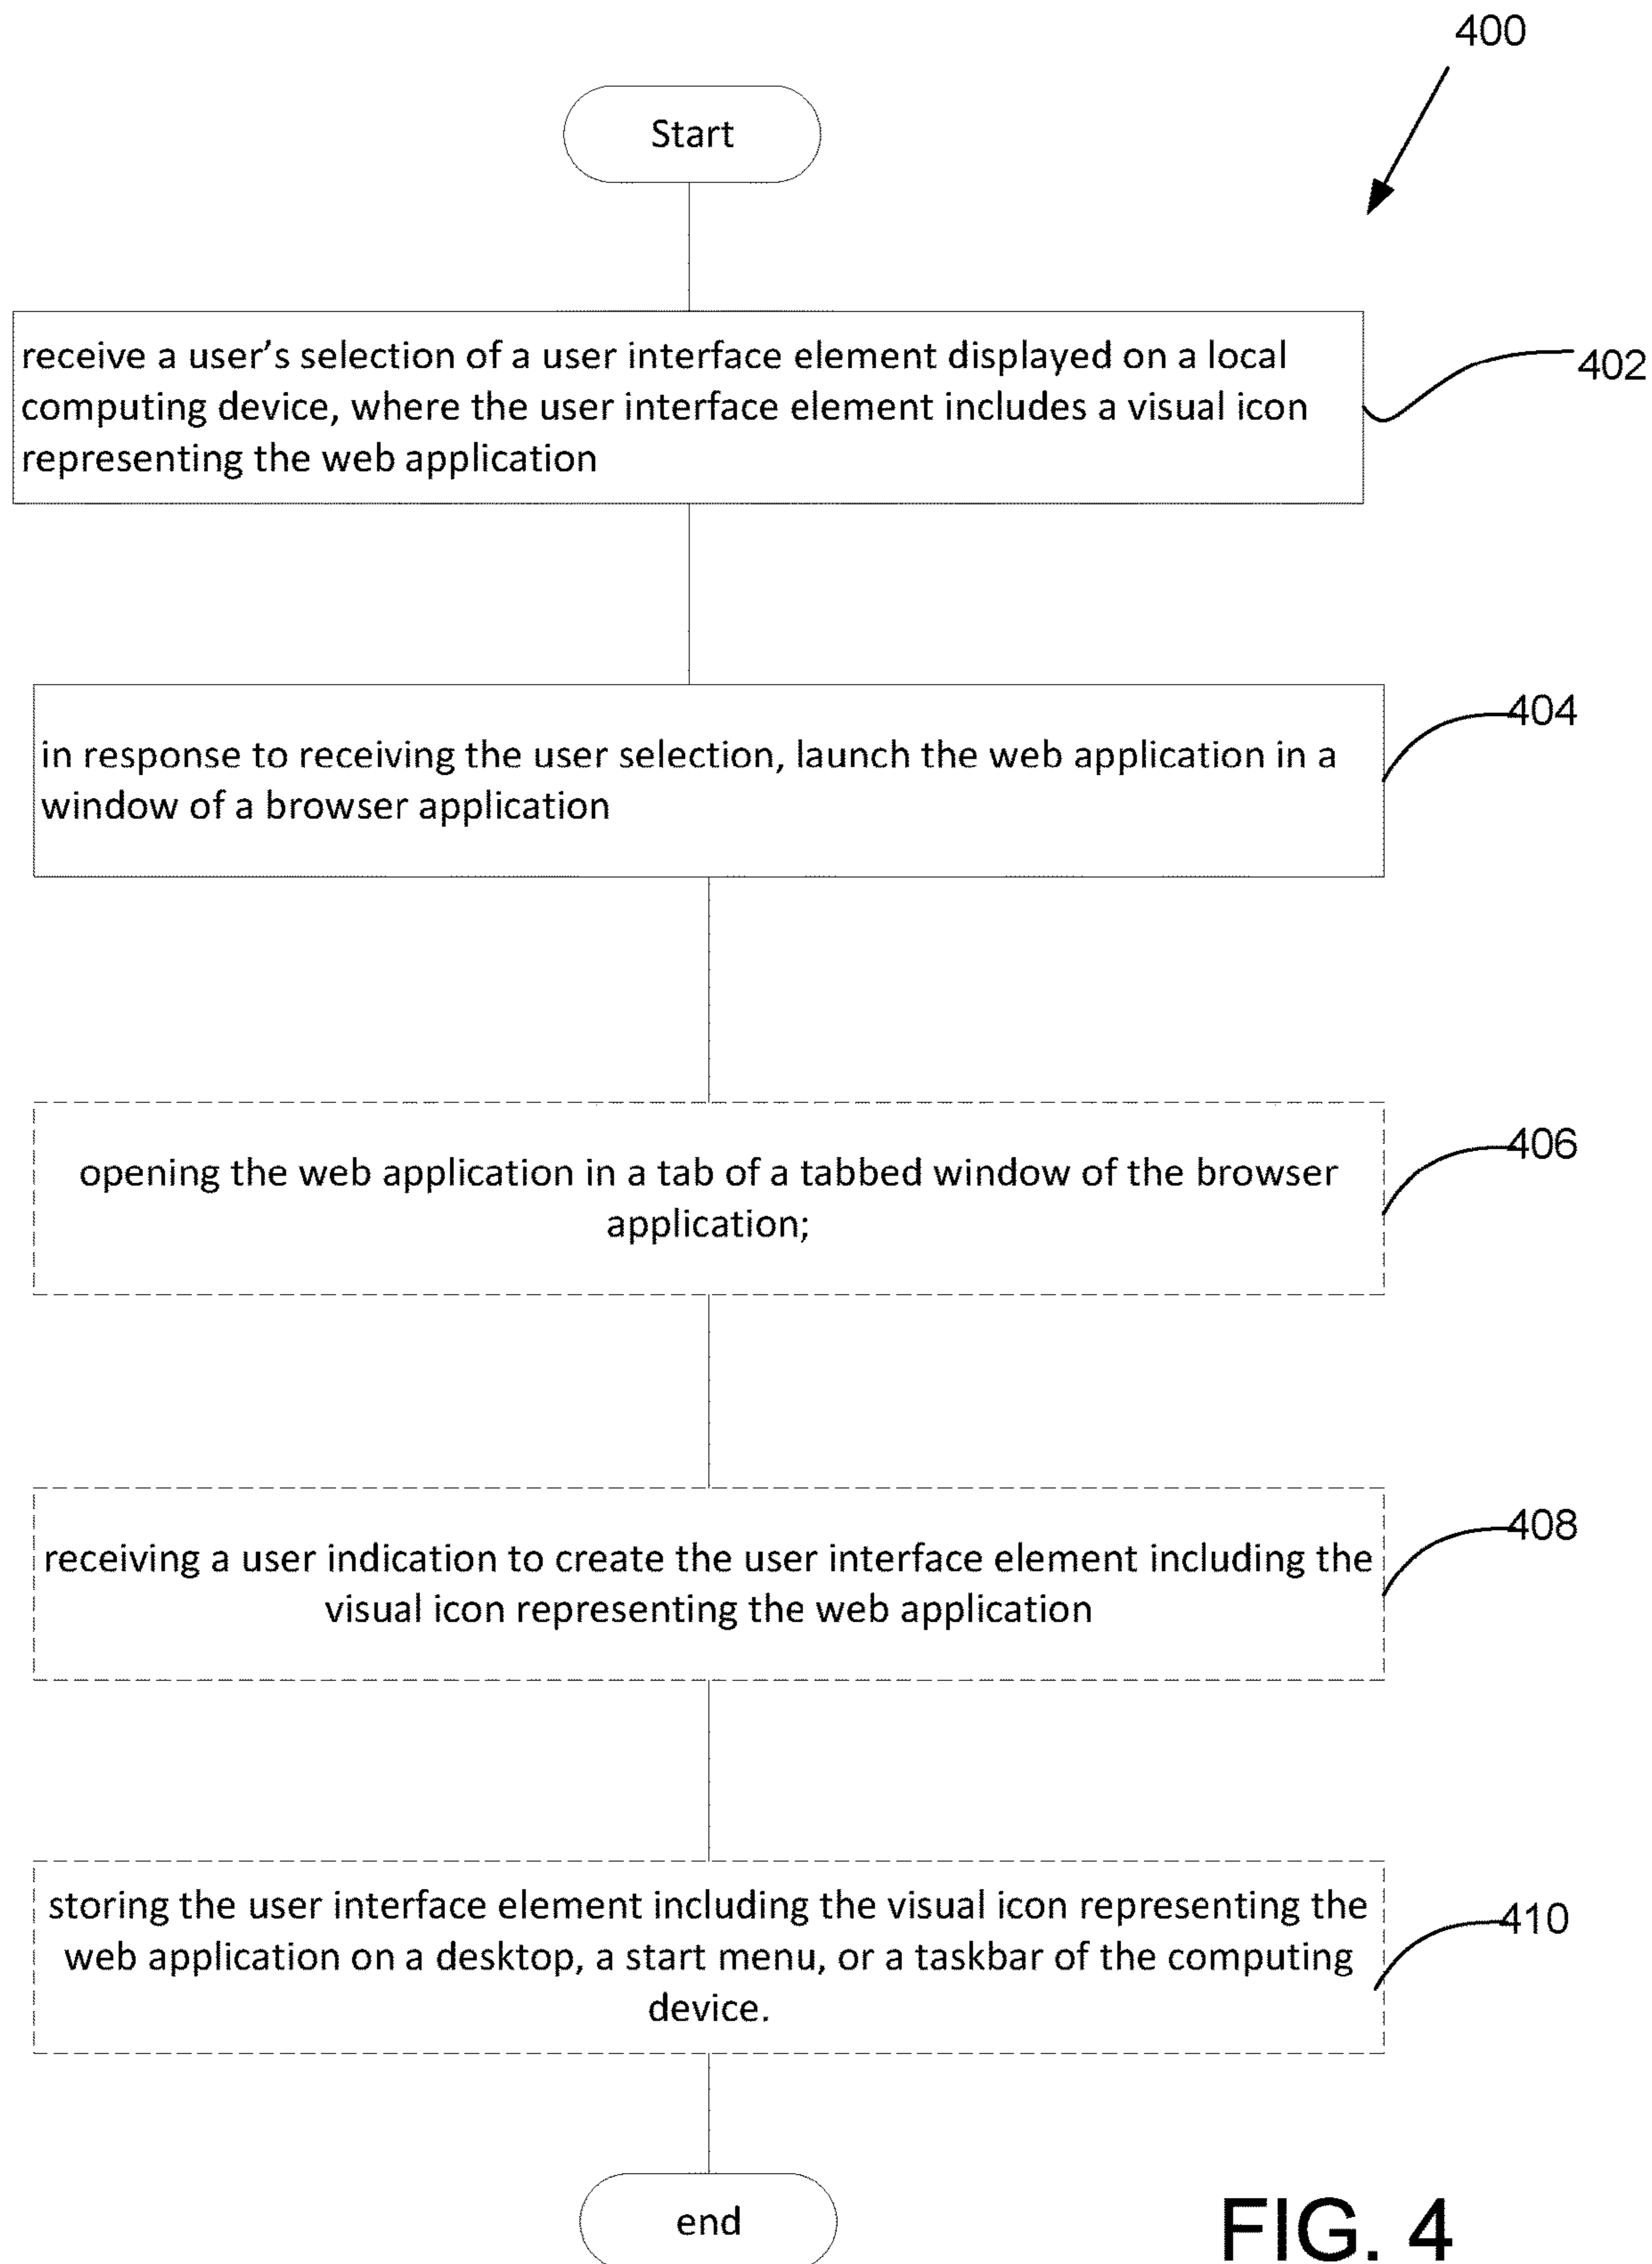 400
Start
receive a user’s selection of a user interface element displayed on a local
computing device, where the user interface element includes a visual icon
representing the web application
402
in response to receiving the user selection, launch the web application in a
window of a browser application
404
opening the web application in a tab of a tabbed window of the browser
application;
406
receiving a user indication to create the user interface element including the
visual icon representing the web application
408
storing the user interface element including the visual icon representing the
web application on a desktop, a start menu, or a taskbar of the computing
device.
410
end
FIG. 4